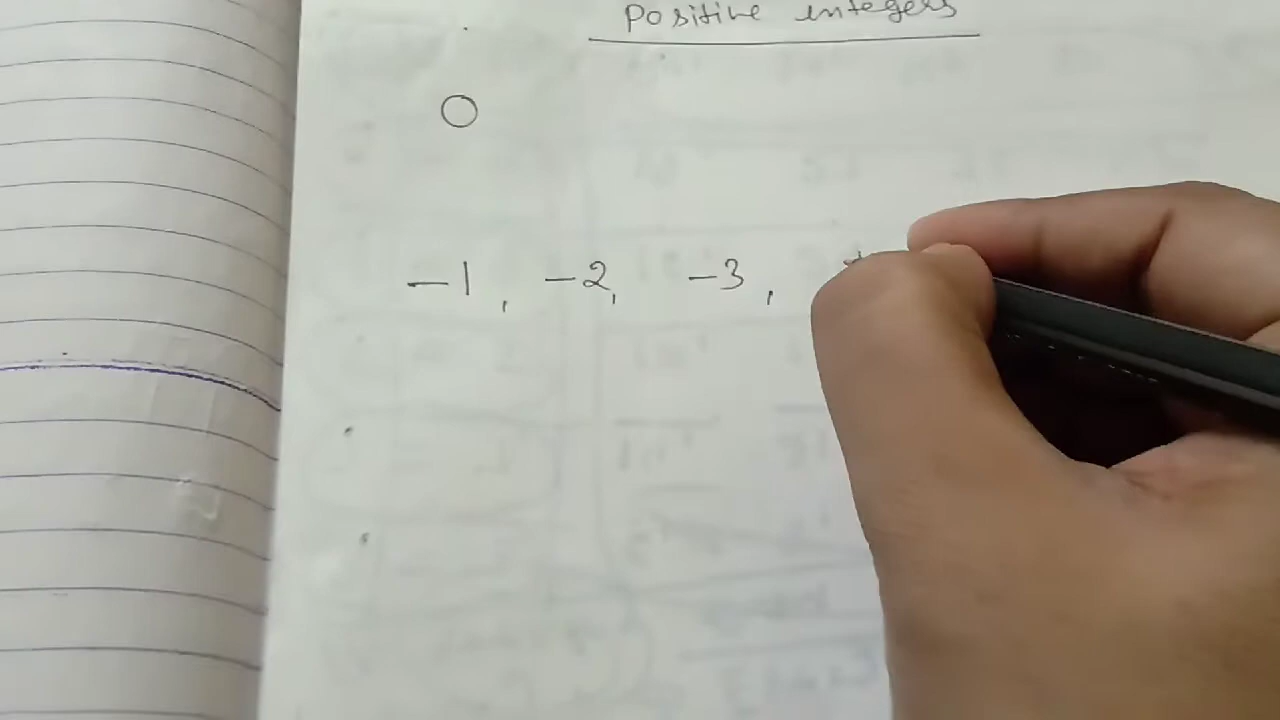 Positive integers
0
-1, -2, -3,